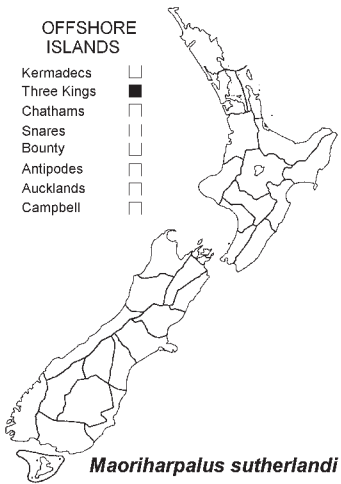 OFFSHORE
ISLANDS
Kermadecs
Three Kings
Chathams
Snares
Bounty
Antipodes
Aucklands
Campbell
Maoriharpalus sutherlandi